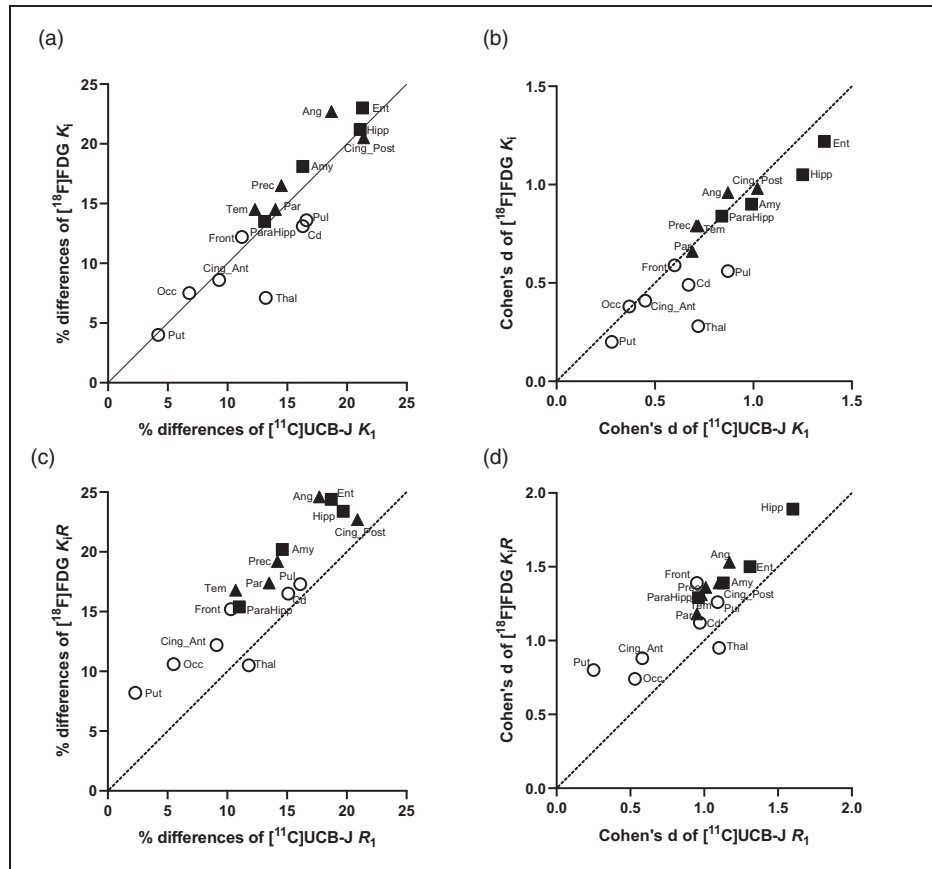 (a)
% differences of [¹⁸F]FDG Kᵢ
25
20
15
10
5
0
0 5 10 15 20 25
Ang
Ent
Hipp
Cing_Post
Amy
Prec
Tem
Par
Pul
ParaHipp
Cd
Front
Cing_Ant
Occ
Thal
Put
% differences of [¹¹C]UCB-J K₁
(b)
Cohen's d of [¹⁸F]FDG Kᵢ
1.5
1.0
0.5
0.0
0.0 0.5 1.0 1.5
Ent
Cing_Post
Hipp
Ang
Amy
ParaHipp
Prec
Tem
Par
Front
Pul
Cd
Occ
Cing_Ant
Thal
Put
Cohen's d of [¹¹C]UCB-J K₁
(c)
% differences of [¹⁸F]FDG KᵢR
25
20
15
10
5
0
0 5 10 15 20 25
Ang
Ent
Hipp
Cing_Post
Amy
Prec
Pul
Tem
Par
Cd
Front
ParaHipp
Cing_Ant
Occ
Thal
Put
% differences of [¹¹C]UCB-J R₁
(d)
Cohen's d of [¹⁸F]FDG KᵢR
2.0
1.5
1.0
0.5
0.0
0.0 0.5 1.0 1.5 2.0
Hipp
Ang
Ent
Front
Amy
Prec
Cing_Post
ParaHipp
Tem
Pul
Par
Cd
Cing_Ant
Thal
Put
Occ
Cohen's d of [¹¹C]UCB-J R₁